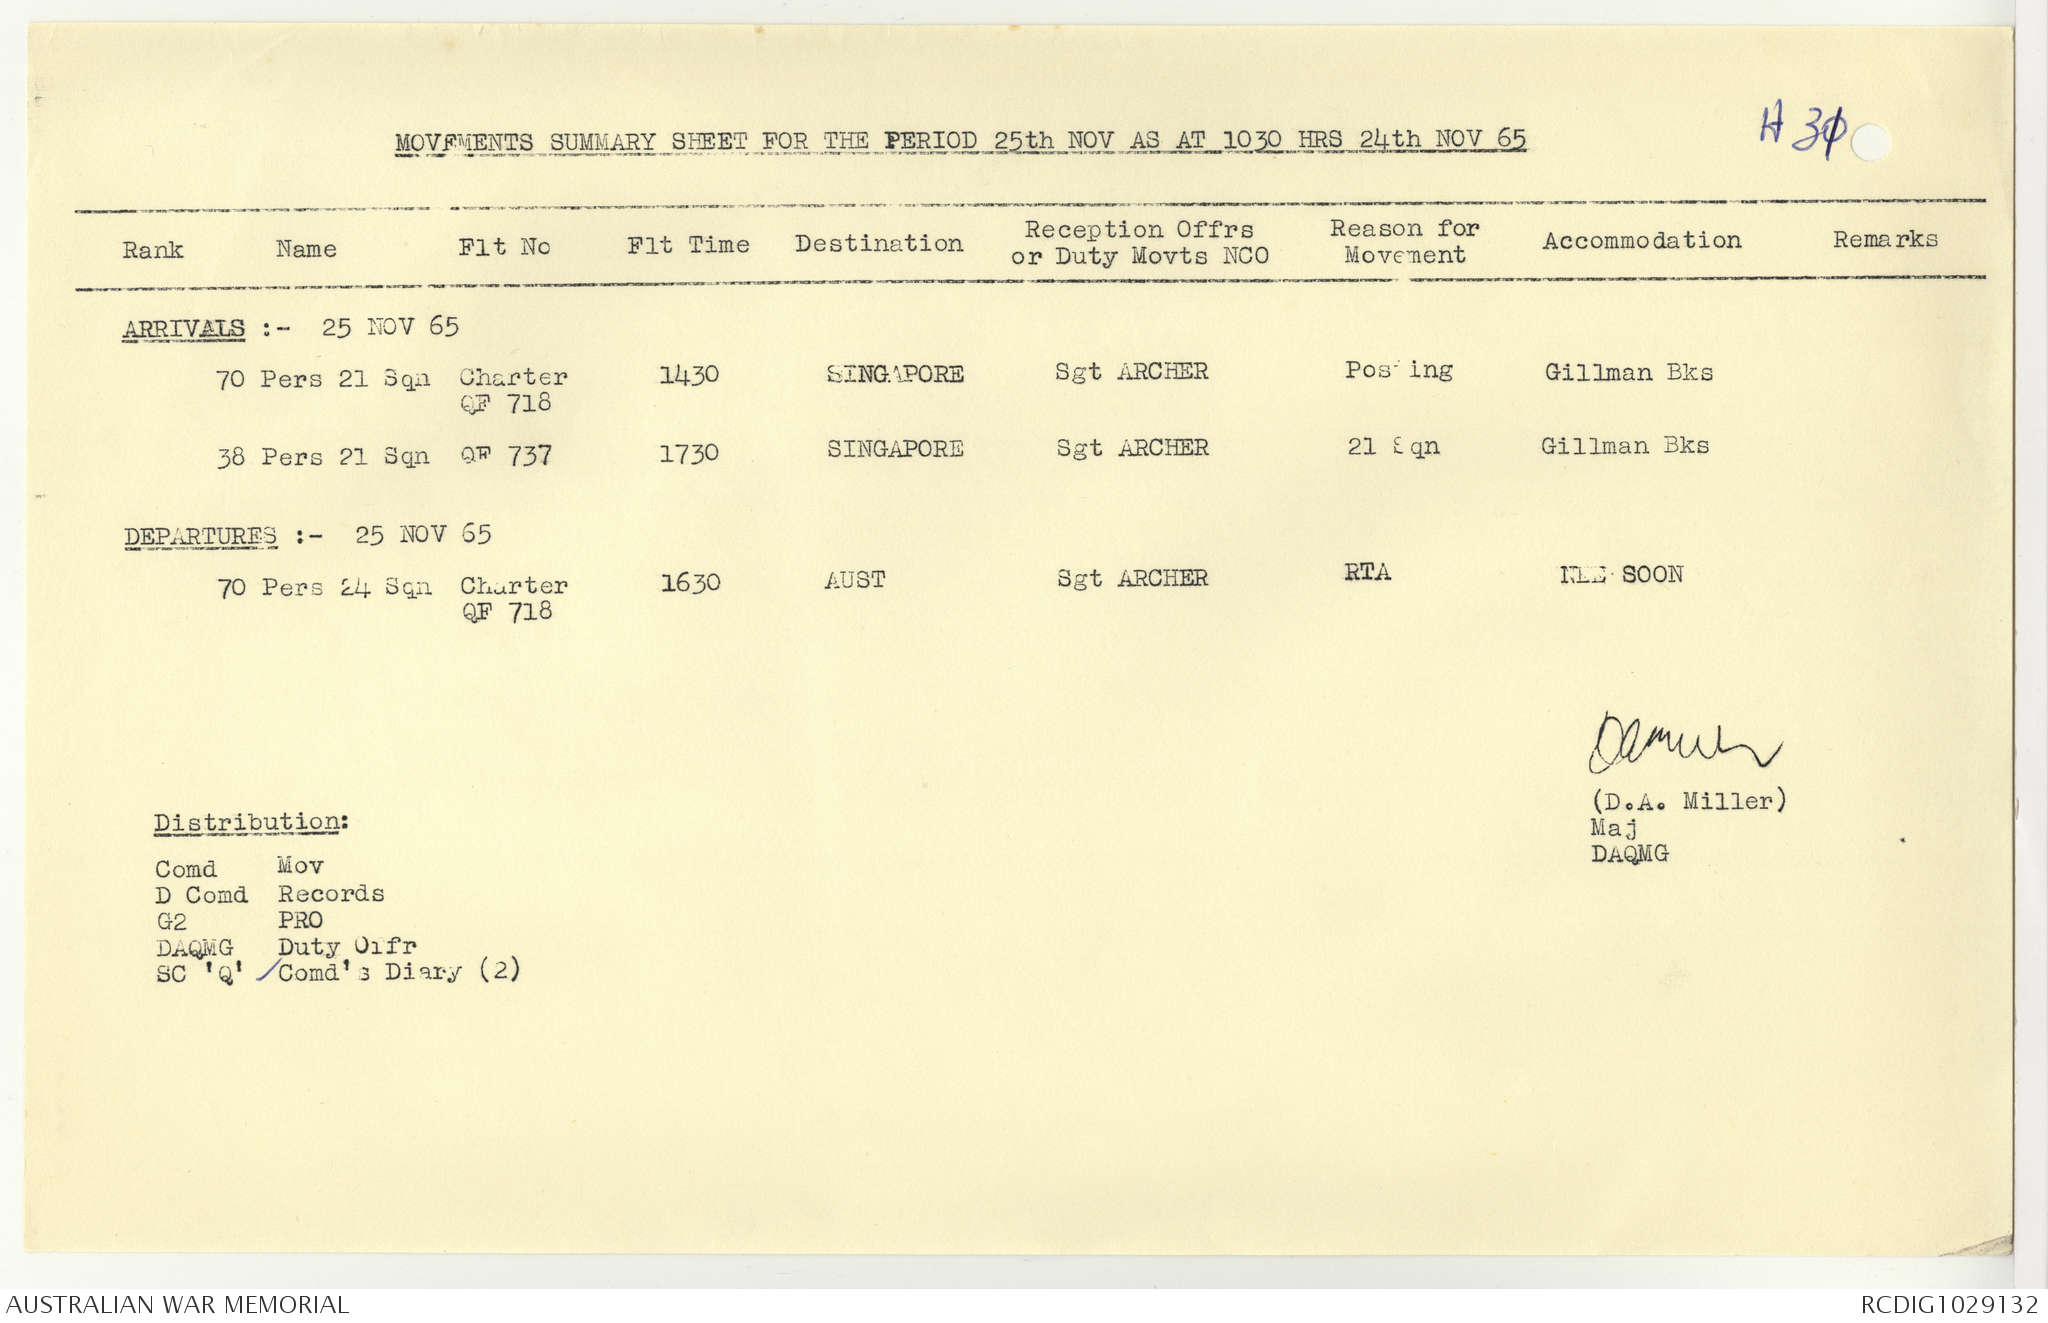 MOVEMENTS SUMMARY SHEET FOR THE PERIOD 25th NOV AS AT 1030 HRS 24th NOV 65
Rank Name Flt No Flt Time Destination Reception Offrs or Duty Movts NCO Reason for Movement Accommodation Remarks
ARRIVALS :- 25 NOV 65
70 Pers 21 Sqn Charter 1430 SINGAPORE Sgt ARCHER Posting Gillman Bks
QF 718
38 Pers 21 Sqn QF 737 1730 SINGAPORE Sgt ARCHER 21 Sqn Gillman Bks
DEPARTURES :- 25 NOV 65
70 Pers 24 Sqn Charter 1630 AUST Sgt ARCHER RTA NEE SOON
QF 718
(D.A. Miller)
Maj
DAQMG
Distribution:
Comd Mov
D Comd Records
G2 PRO
DAQMG Duty Offr
SC 'Q' Comd's Diary (2)
AUSTRALIAN WAR MEMORIAL RCDIG1029132